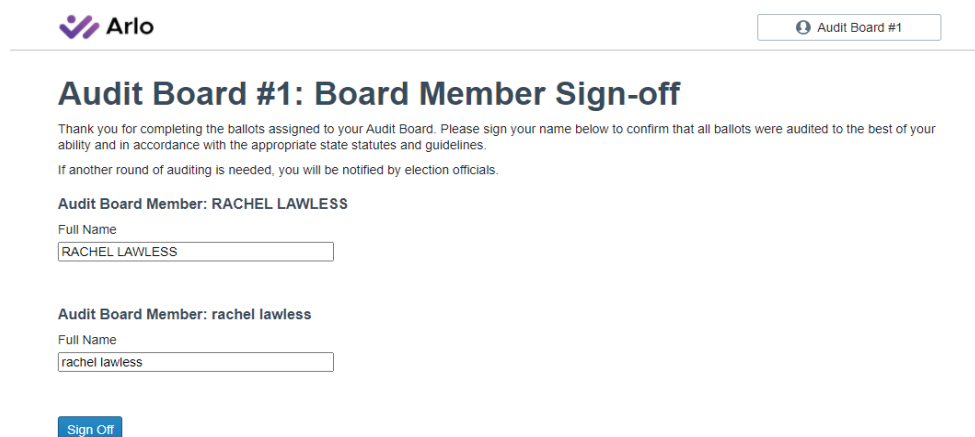 Arlo
Audit Board #1
Audit Board #1: Board Member Sign-off
Thank you for completing the ballots assigned to your Audit Board. Please sign your name below to confirm that all ballots were audited to the best of your
ability and in accordance with the appropriate state statutes and guidelines.
If another round of auditing is needed, you will be notified by election officials.
Audit Board Member: RACHEL LAWLESS
Full Name
RACHEL LAWLESS
Audit Board Member: rachel lawless
Full Name
rachel lawless
Sign Off